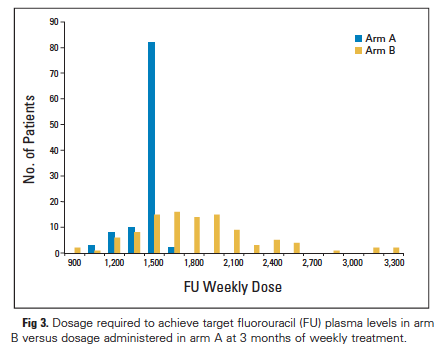 90
80
70
60
50
40
30
20
10
0
No. of Patients
Arm A
Arm B
900 1,200 1,500 1,800 2,100 2,400 2,700 3,000 3,300
FU Weekly Dose
Fig 3. Dosage required to achieve target fluorouracil (FU) plasma levels in arm
B versus dosage administered in arm A at 3 months of weekly treatment.